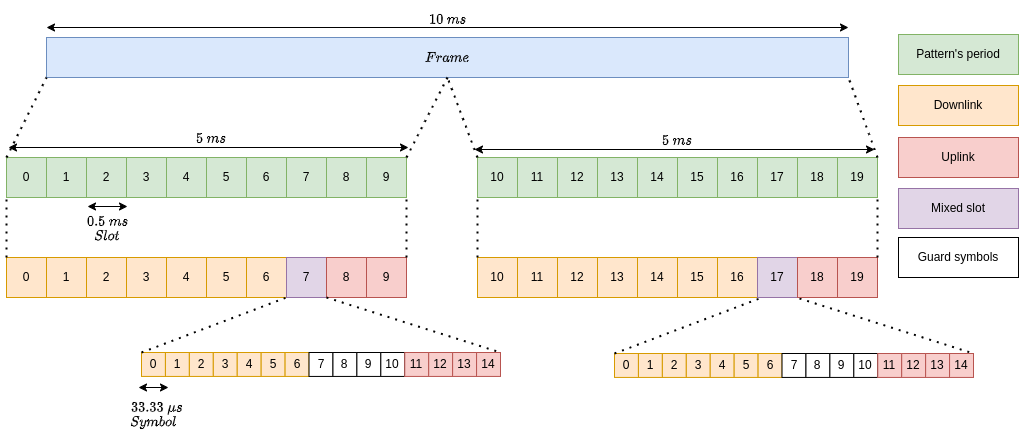 10 ms
Frame
Pattern's period
Downlink
Uplink
Mixed slot
Guard symbols
5 ms
5 ms
0 1 2 3 4 5 6 7 8 9
10 11 12 13 14 15 16 17 18 19
0.5 ms
Slot
0 1 2 3 4 5 6 7 8 9
10 11 12 13 14 15 16 17 18 19
0 1 2 3 4 5 6 7 8 9 10 11 12 13 14
0 1 2 3 4 5 6 7 8 9 10 11 12 13 14
33.33 μs
Symbol